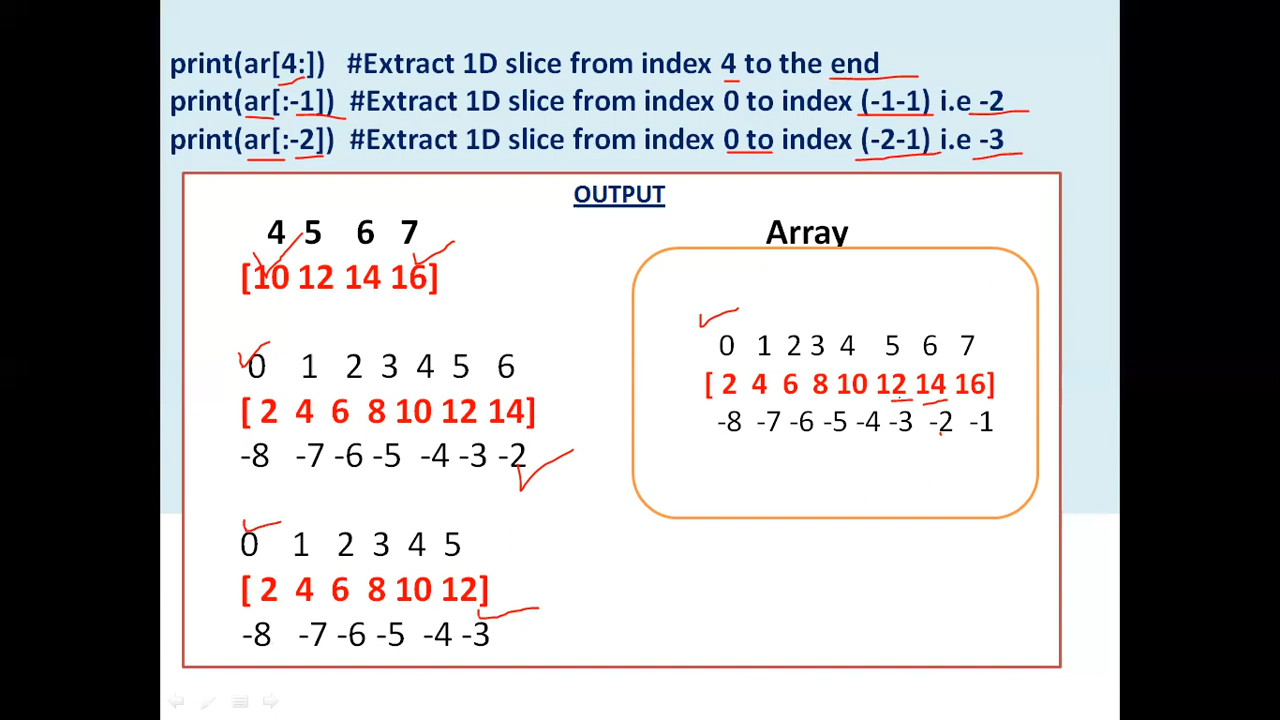 print(ar[4:]) #Extract 1D slice from index 4 to the end
print(ar[:-1]) #Extract 1D slice from index 0 to index (-1-1) i.e -2
print(ar[:-2]) #Extract 1D slice from index 0 to index (-2-1) i.e -3
OUTPUT
4 5 6 7
[10 12 14 16]
0 1 2 3 4 5 6
[ 2 4 6 8 10 12 14]
-8 -7 -6 -5 -4 -3 -2
0 1 2 3 4 5
[ 2 4 6 8 10 12]
-8 -7 -6 -5 -4 -3
Array
0 1 2 3 4 5 6 7
[ 2 4 6 8 10 12 14 16]
-8 -7 -6 -5 -4 -3 -2 -1